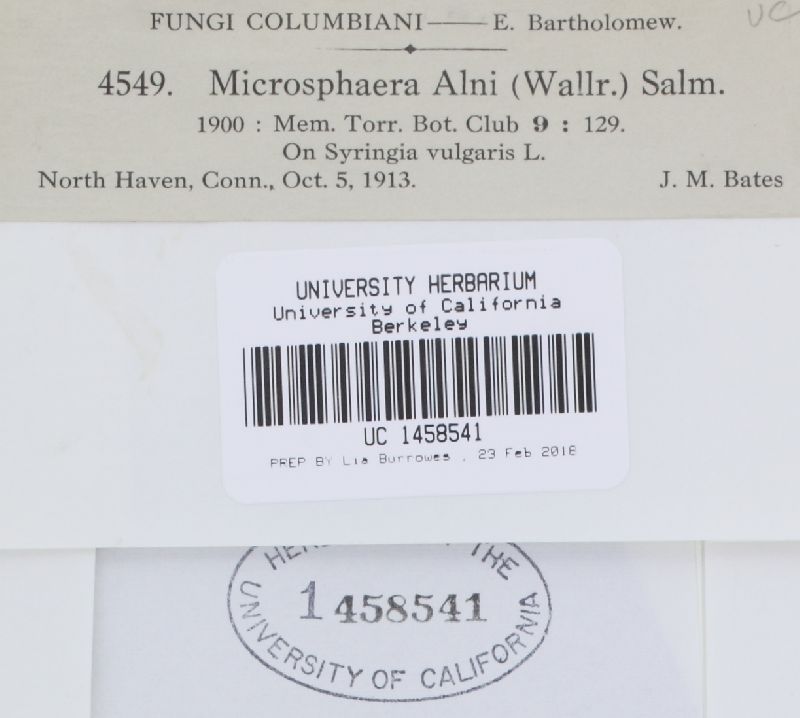 FUNGI COLUMBIANI—— E. Bartholomew.
UC
4549. Microsphaera Alni (Wallr.) Salm.
1900 : Mem. Torr. Bot. Club 9 : 129.
On Syringia vulgaris L.
North Haven, Conn., Oct. 5, 1913. J. M. Bates
UNIVERSITY HERBARIUM
University of California
Berkeley
UC 1458541
PREP BY Lia Burrowes . 23 Feb 2018
THE
1458541
UNIVERSITY OF CALIFORNIA